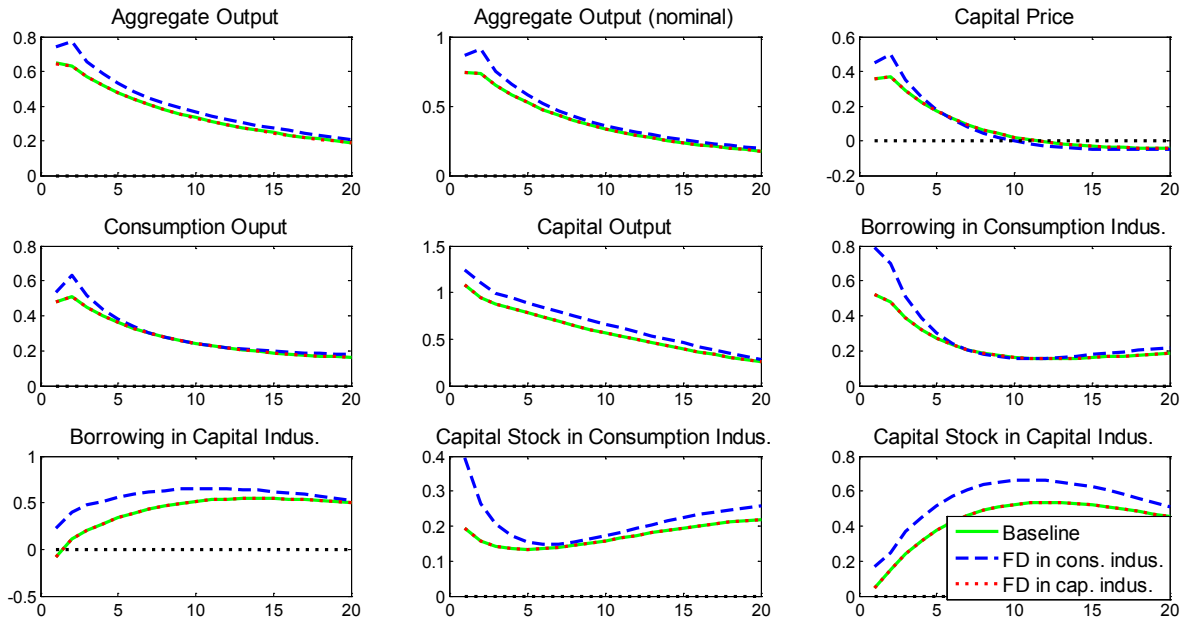 Aggregate Output
Aggregate Output (nominal)
Capital Price
0.8
0.6
0.4
0.2
0
0 5 10 15 20
1
0.5
0
0 5 10 15 20
0.6
0.4
0.2
0
-0.2
0 5 10 15 20
Consumption Ouput
Capital Output
Borrowing in Consumption Indus.
0.8
0.6
0.4
0.2
0
0 5 10 15 20
1.5
1
0.5
0
0 5 10 15 20
0.8
0.6
0.4
0.2
0
0 5 10 15 20
Borrowing in Capital Indus.
Capital Stock in Consumption Indus.
Capital Stock in Capital Indus.
1
0.5
0
-0.5
0 5 10 15 20
0.4
0.3
0.2
0.1
0
0 5 10 15 20
0.8
0.6
0.4
0.2
0
0 5 10 15 20
Baseline
FD in cons. indus.
FD in cap. indus.